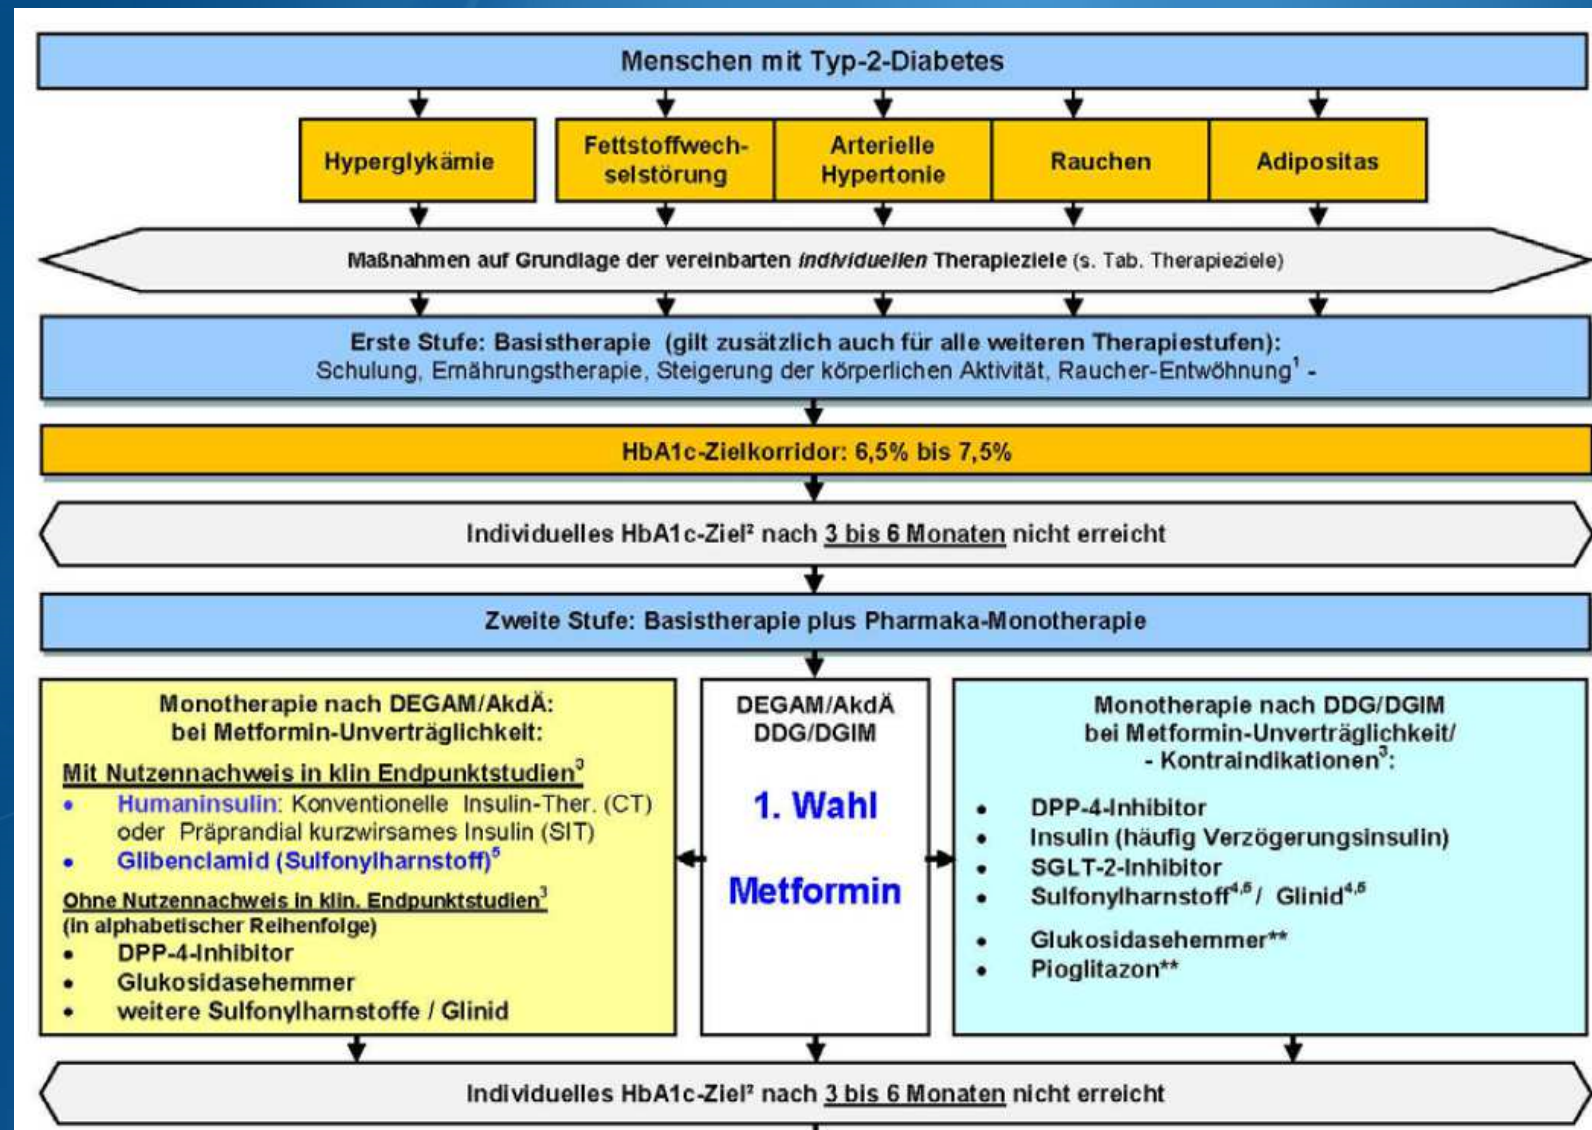 Menschen mit Typ-2-Diabetes
Hyperglykämie
Fettstoffwech-
selstörung
Arterielle
Hypertonie
Rauchen
Adipositas
Maßnahmen auf Grundlage der vereinbarten individuellen Therapieziele (s. Tab. Therapieziele)
Erste Stufe: Basistherapie (gilt zusätzlich auch für alle weiteren Therapiestufen):
Schulung, Ernährungstherapie, Steigerung der körperlichen Aktivität, Raucher-Entwöhnung¹ -
HbA1c-Zielkorridor: 6,5% bis 7,5%
Individuelles HbA1c-Ziel² nach 3 bis 6 Monaten nicht erreicht
Zweite Stufe: Basistherapie plus Pharmaka-Monotherapie
Monotherapie nach DEGAM/AkdÄ:
bei Metformin-Unverträglichkeit:
Mit Nutzennachweis in klin Endpunktstudien³
• Humaninsulin: Konventionelle Insulin-Ther. (CT)
oder Präprandial kurzwirsames Insulin (SIT)
• Glibenclamid (Sulfonylharnstoff)⁵
Ohne Nutzennachweis in klin. Endpunktstudien³
(in alphabetischer Reihenfolge)
• DPP-4-Inhibitor
• Glukosidasehemmer
• weitere Sulfonylharnstoffe / Glinid
DEGAM/AkdÄ
DDG/DGIM
1. Wahl
Metformin
Monotherapie nach DDG/DGIM
bei Metformin-Unverträglichkeit/
- Kontraindikationen³:
• DPP-4-Inhibitor
• Insulin (häufig Verzögerungsinsulin)
• SGLT-2-Inhibitor
• Sulfonylharnstoff⁴,⁵ / Glinid⁴,⁵
• Glukosidasehemmer**
• Pioglitazon**
Individuelles HbA1c-Ziel² nach 3 bis 6 Monaten nicht erreicht